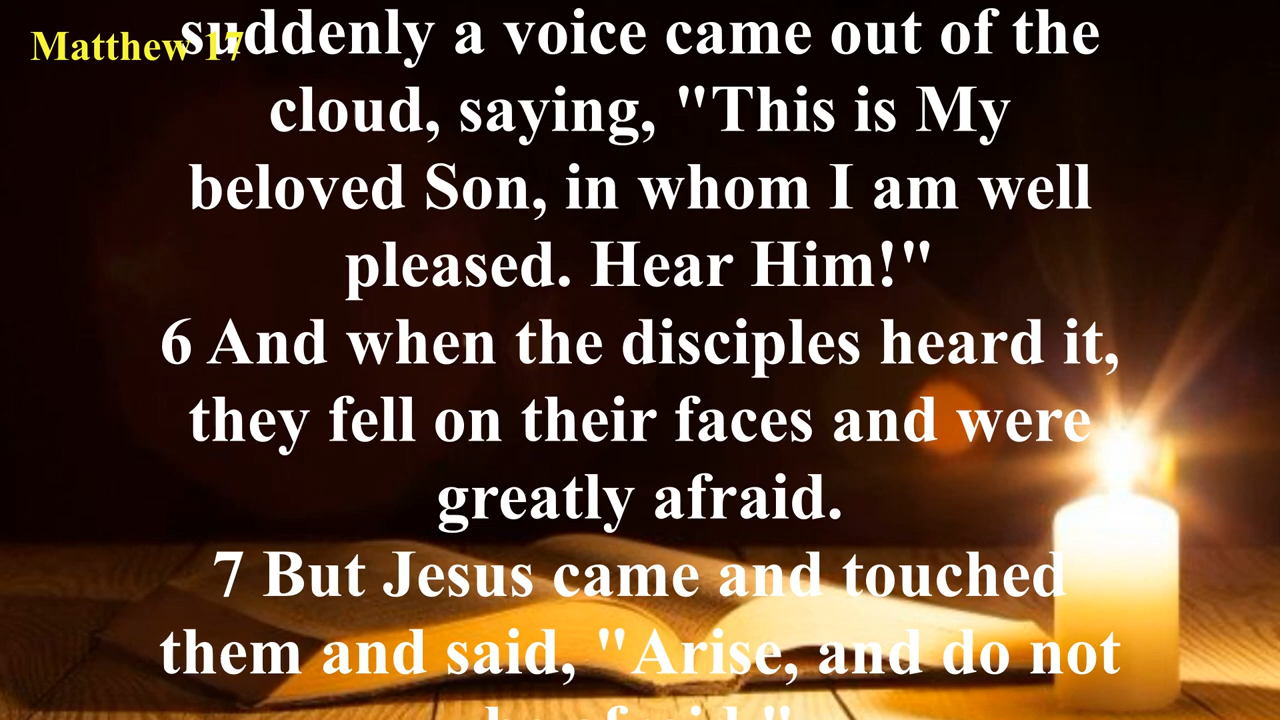 Matthew 17
suddenly a voice came out of the
cloud, saying, "This is My
beloved Son, in whom I am well
pleased. Hear Him!"
6 And when the disciples heard it,
they fell on their faces and were
greatly afraid.
7 But Jesus came and touched
them and said, "Arise, and do not
be afraid."